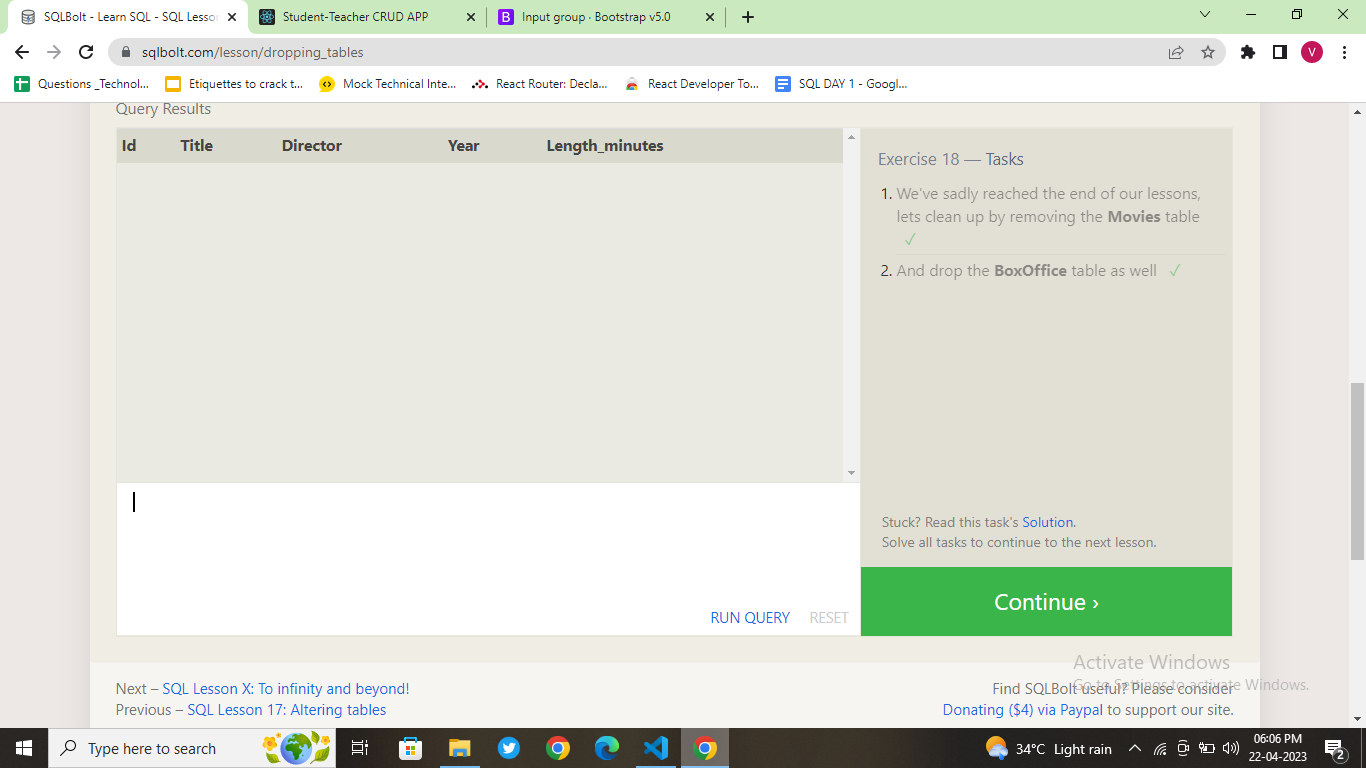 SQLBolt - Learn SQL - SQL Lesson
Student-Teacher CRUD APP
Input group · Bootstrap v5.0
sqlbolt.com/lesson/dropping_tables
V
Questions _Technol...
Etiquettes to crack t...
Mock Technical Inte...
React Router: Decla...
React Developer To...
SQL DAY 1 - Googl...
Query Results
Id Title Director Year Length_minutes
Exercise 18 — Tasks
1. We've sadly reached the end of our lessons,
lets clean up by removing the Movies table
✓
2. And drop the BoxOffice table as well ✓
Stuck? Read this task's Solution.
Solve all tasks to continue to the next lesson.
RUN QUERY RESET
Continue ›
Activate Windows
Go to Settings to activate Windows.
Next – SQL Lesson X: To infinity and beyond!
Previous – SQL Lesson 17: Altering tables
Find SQLBolt useful? Please consider
Donating ($4) via Paypal to support our site.
Type here to search
34°C Light rain
06:06 PM
22-04-2023
2